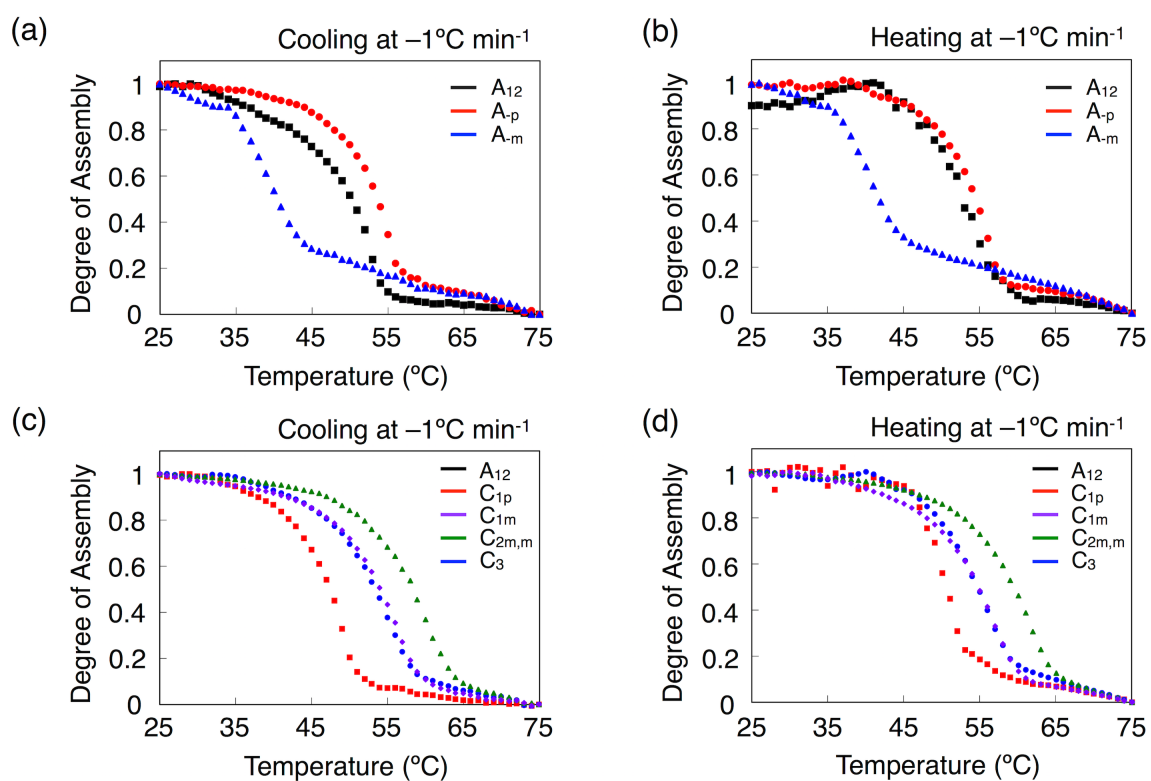 (a)
Cooling at –1ºC min-1
Degree of Assembly
1
0.8
0.6
0.4
0.2
0
A12
A-p
A-m
25 35 45 55 65 75
Temperature (ºC)
(b)
Heating at –1ºC min-1
Degree of Assembly
1
0.8
0.6
0.4
0.2
0
A12
A-p
A-m
25 35 45 55 65 75
Temperature (ºC)
(c)
Cooling at –1ºC min-1
Degree of Assembly
1
0.8
0.6
0.4
0.2
0
A12
C1p
C1m
C2m,m
C3
25 35 45 55 65 75
Temperature (ºC)
(d)
Heating at –1ºC min-1
Degree of Assembly
1
0.8
0.6
0.4
0.2
0
A12
C1p
C1m
C2m,m
C3
25 35 45 55 65 75
Temperature (ºC)